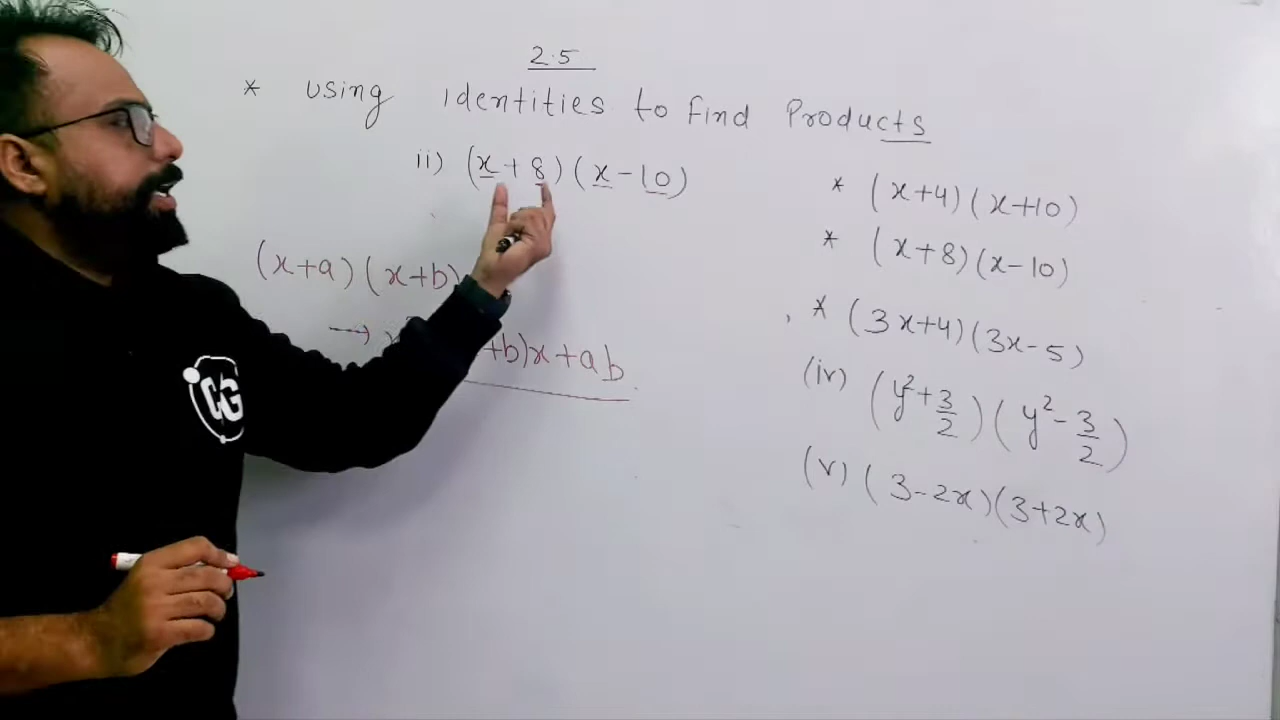 2.5
* using identities to find Products
ii) (x+8)(x-10)
(x+a)(x+b)
→ +b)x+ab
* (x+4)(x+10)
* (x+8)(x-10)
* (3x+4)(3x-5)
(iv) (y²+3/2)(y²-3/2)
(v) (3-2x)(3+2x)
CG